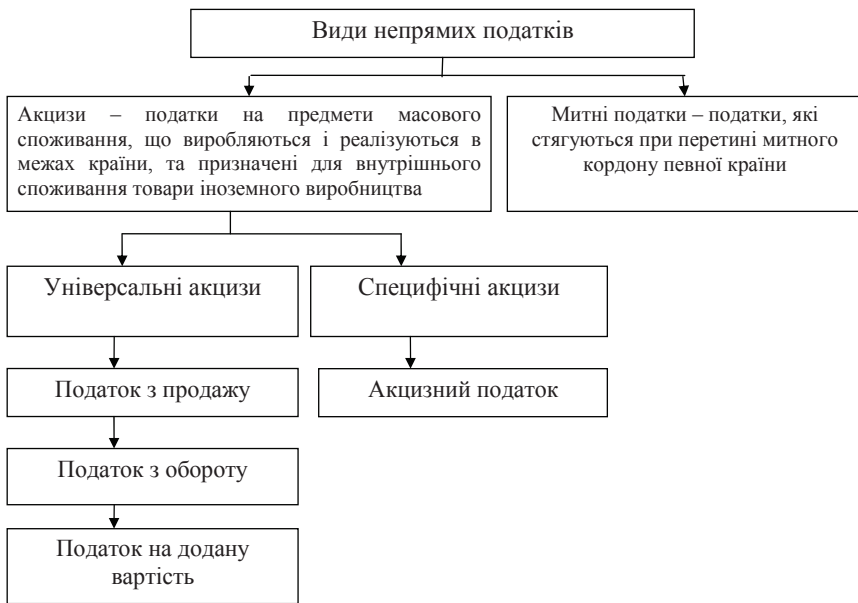 Види непрямих податків
Акцизи – податки на предмети масового
споживання, що виробляються і реалізуються в
межах країни, та призначені для внутрішнього
споживання товари іноземного виробництва
Митні податки – податки, які
стягуються при перетині митного
кордону певної країни
Універсальні акцизи
Специфічні акцизи
Податок з продажу
Акцизний податок
Податок з обороту
Податок на додану
вартість